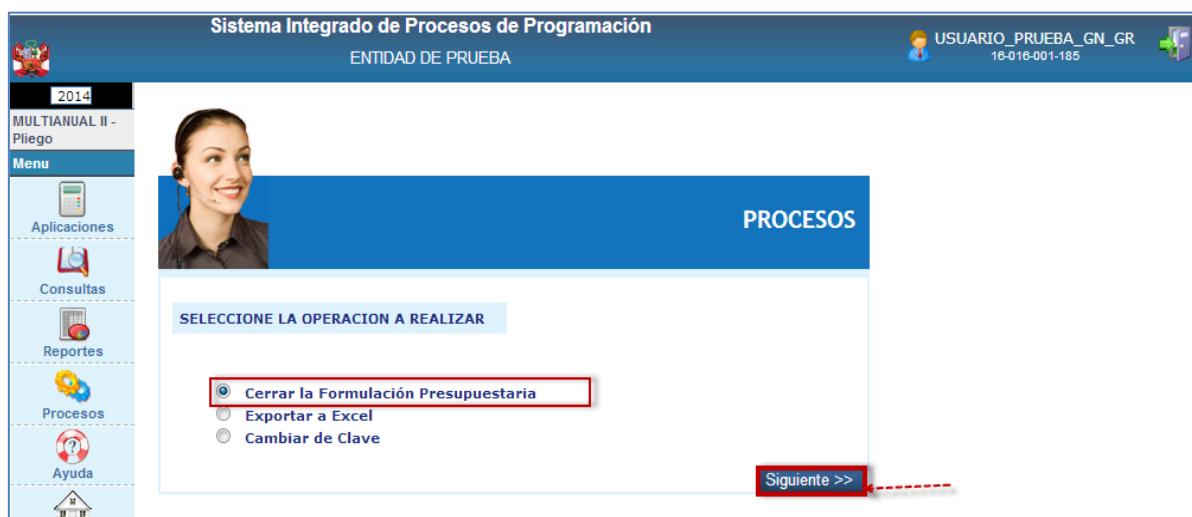 Sistema Integrado de Procesos de Programación
ENTIDAD DE PRUEBA
USUARIO_PRUEBA_GN_GR
16-016-001-185
2014
MULTIANUAL II -
Pliego
Menu
Aplicaciones
Consultas
Reportes
Procesos
Ayuda
PROCESOS
SELECCIONE LA OPERACION A REALIZAR
Cerrar la Formulación Presupuestaria
Exportar a Excel
Cambiar de Clave
Siguiente >>